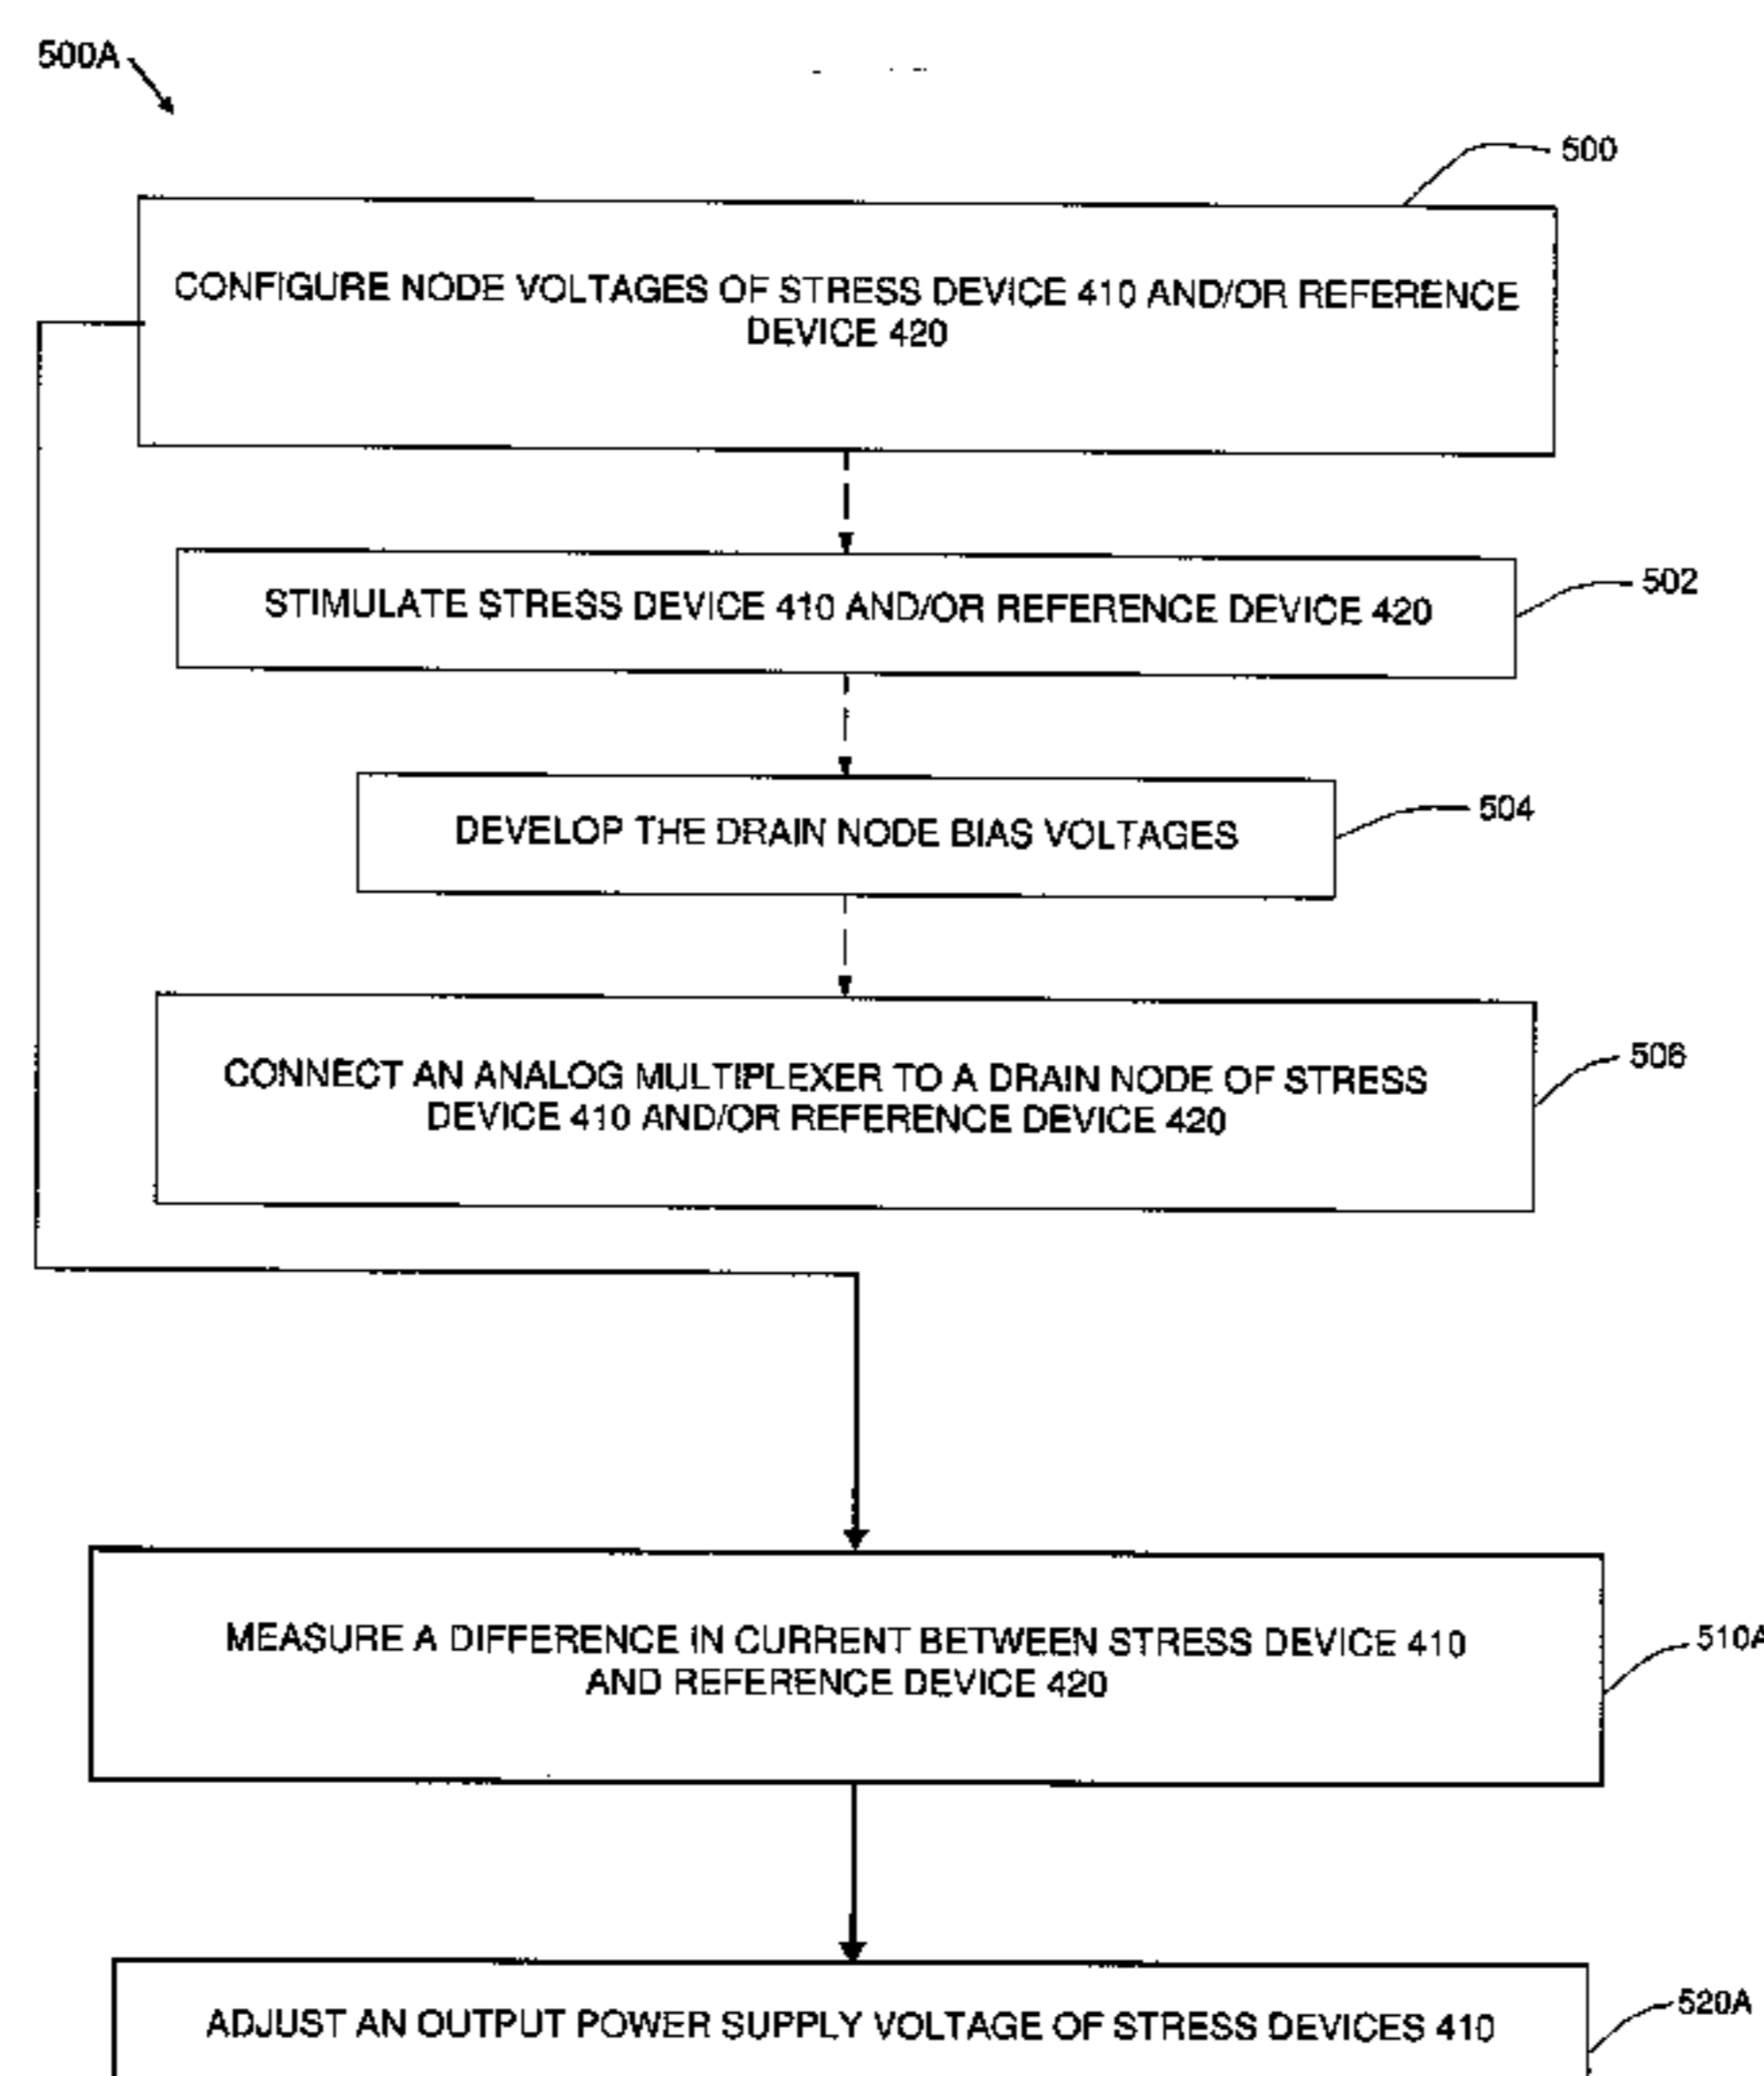 500A
500
CONFIGURE NODE VOLTAGES OF STRESS DEVICE 410 AND/OR REFERENCE
DEVICE 420
502
STIMULATE STRESS DEVICE 410 AND/OR REFERENCE DEVICE 420
504
DEVELOP THE DRAIN NODE BIAS VOLTAGES
506
CONNECT AN ANALOG MULTIPLEXER TO A DRAIN NODE OF STRESS
DEVICE 410 AND/OR REFERENCE DEVICE 420
510A
MEASURE A DIFFERENCE IN CURRENT BETWEEN STRESS DEVICE 410
AND REFERENCE DEVICE 420
520A
ADJUST AN OUTPUT POWER SUPPLY VOLTAGE OF STRESS DEVICES 410